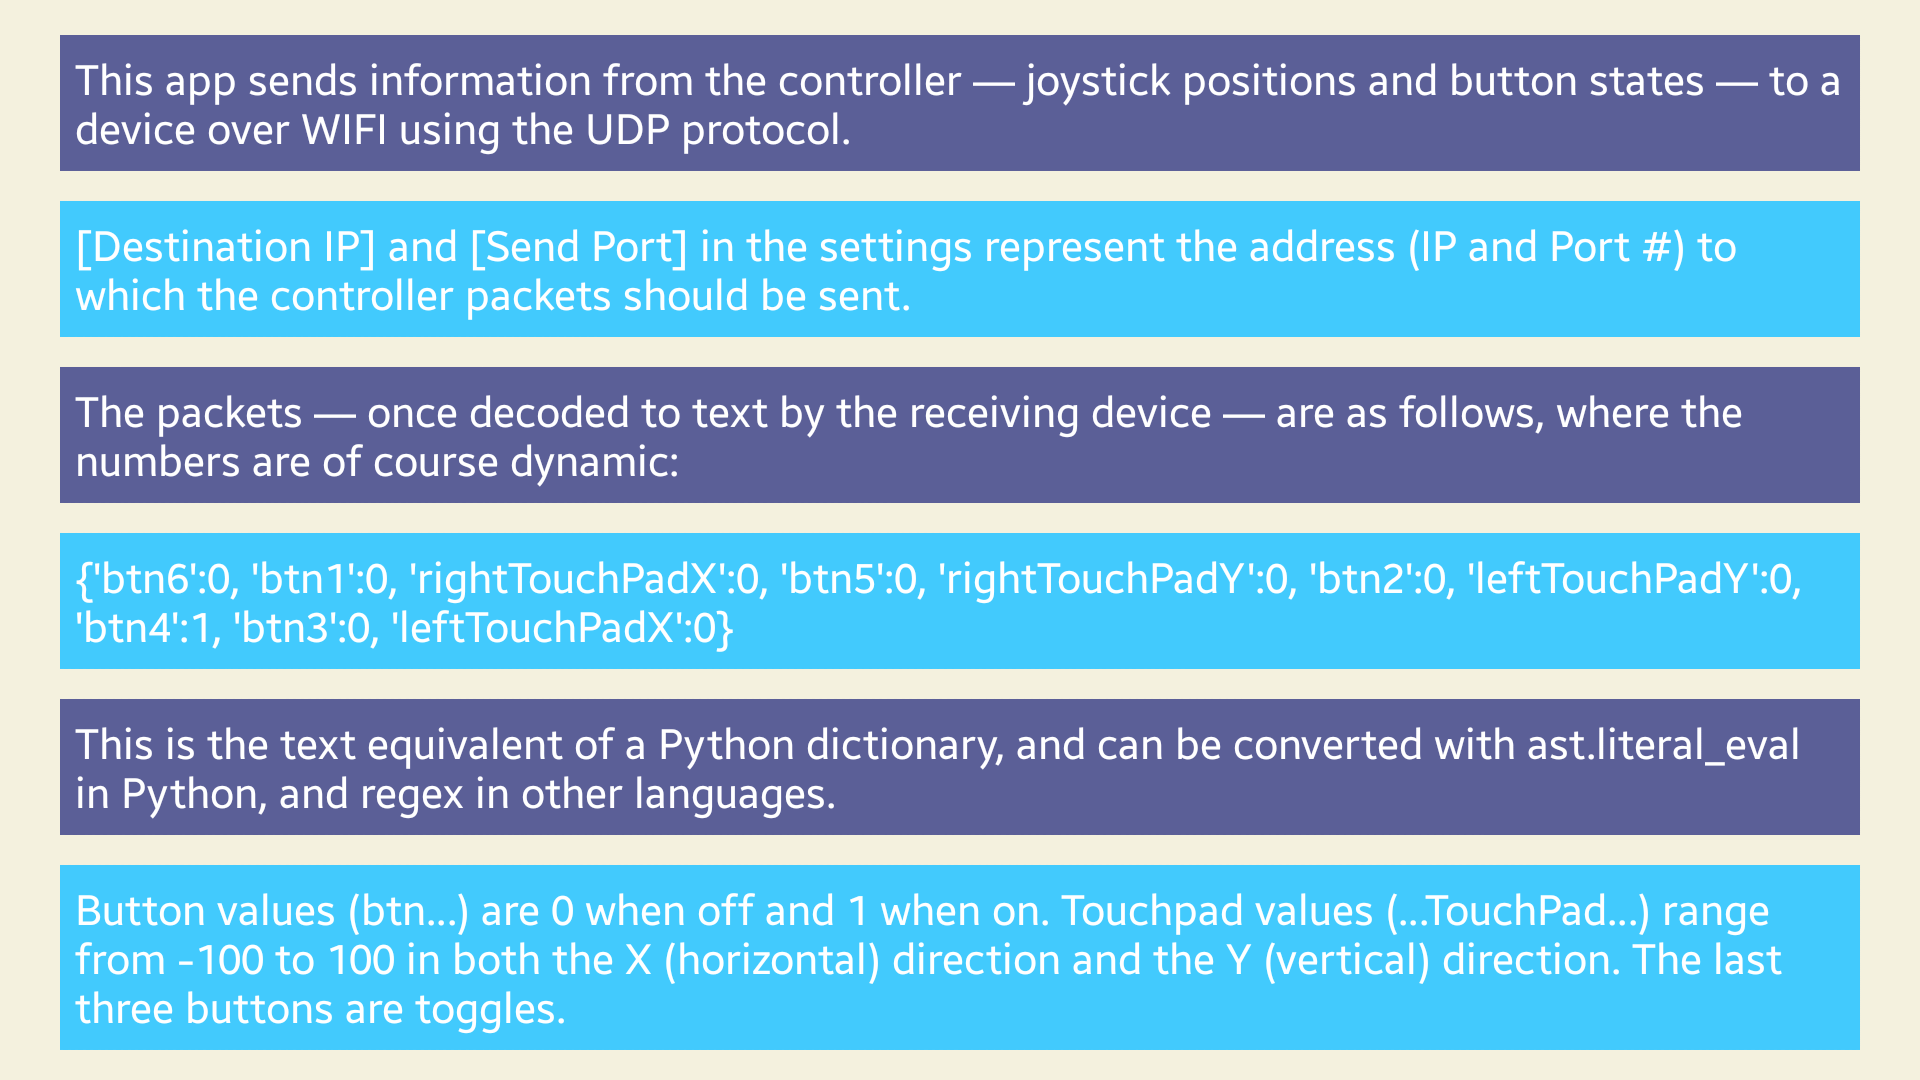 This app sends information from the controller — joystick positions and button states — to a
device over WIFI using the UDP protocol.
[Destination IP] and [Send Port] in the settings represent the address (IP and Port #) to
which the controller packets should be sent.
The packets — once decoded to text by the receiving device — are as follows, where the
numbers are of course dynamic:
{'btn6':0, 'btn1':0, 'rightTouchPadX':0, 'btn5':0, 'rightTouchPadY':0, 'btn2':0, 'leftTouchPadY':0,
'btn4':1, 'btn3':0, 'leftTouchPadX':0}
This is the text equivalent of a Python dictionary, and can be converted with ast.literal_eval
in Python, and regex in other languages.
Button values (btn...) are 0 when off and 1 when on. Touchpad values (...TouchPad...) range
from -100 to 100 in both the X (horizontal) direction and the Y (vertical) direction. The last
three buttons are toggles.